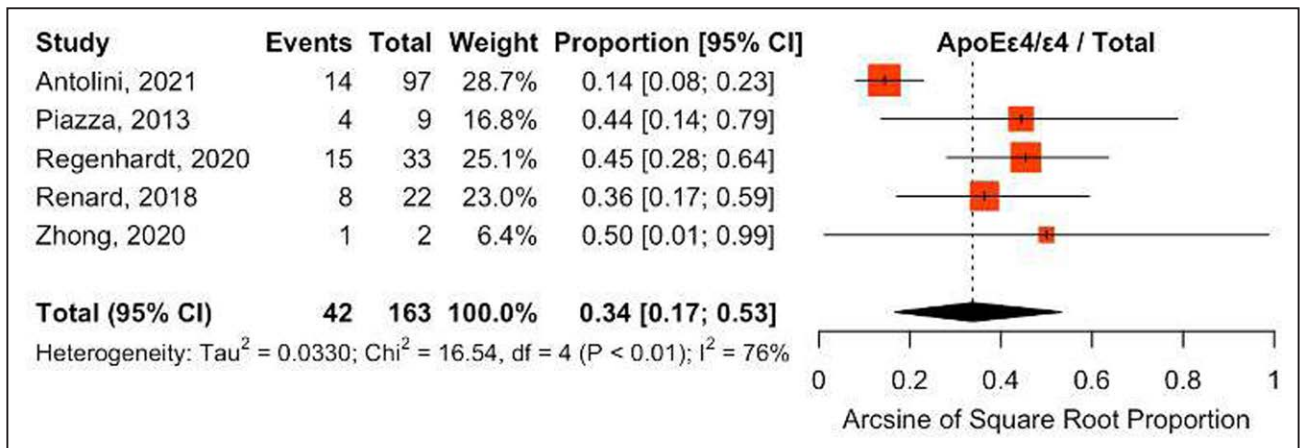 Study Events Total Weight Proportion [95% CI] ApoEε4/ε4 / Total
Antolini, 2021 14 97 28.7% 0.14 [0.08; 0.23]
Piazza, 2013 4 9 16.8% 0.44 [0.14; 0.79]
Regenhardt, 2020 15 33 25.1% 0.45 [0.28; 0.64]
Renard, 2018 8 22 23.0% 0.36 [0.17; 0.59]
Zhong, 2020 1 2 6.4% 0.50 [0.01; 0.99]
Total (95% CI) 42 163 100.0% 0.34 [0.17; 0.53]
Heterogeneity: Tau² = 0.0330; Chi² = 16.54, df = 4 (P < 0.01); I² = 76%
0 0.2 0.4 0.6 0.8 1
Arcsine of Square Root Proportion